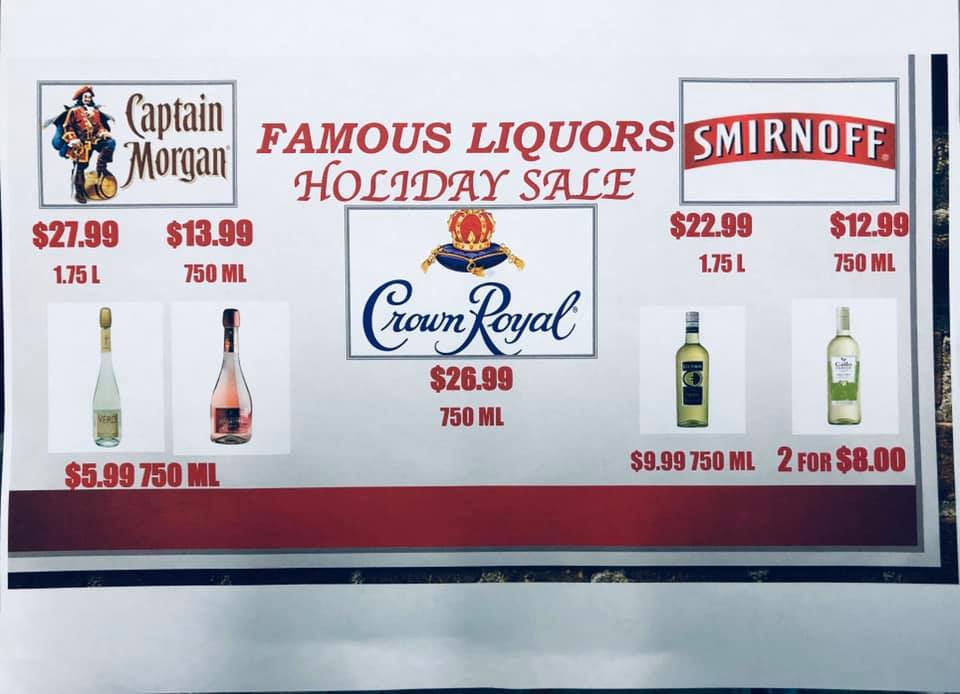 FAMOUS LIQUORS
HOLIDAY SALE
Captain
Morgan
$27.99 $13.99
1.75 L 750 ML
SMIRNOFF
$22.99 $12.99
1.75 L 750 ML
Crown Royal
$26.99
750 ML
VERDI
$5.99 750 ML
Gallo
$9.99 750 ML
2 FOR $8.00